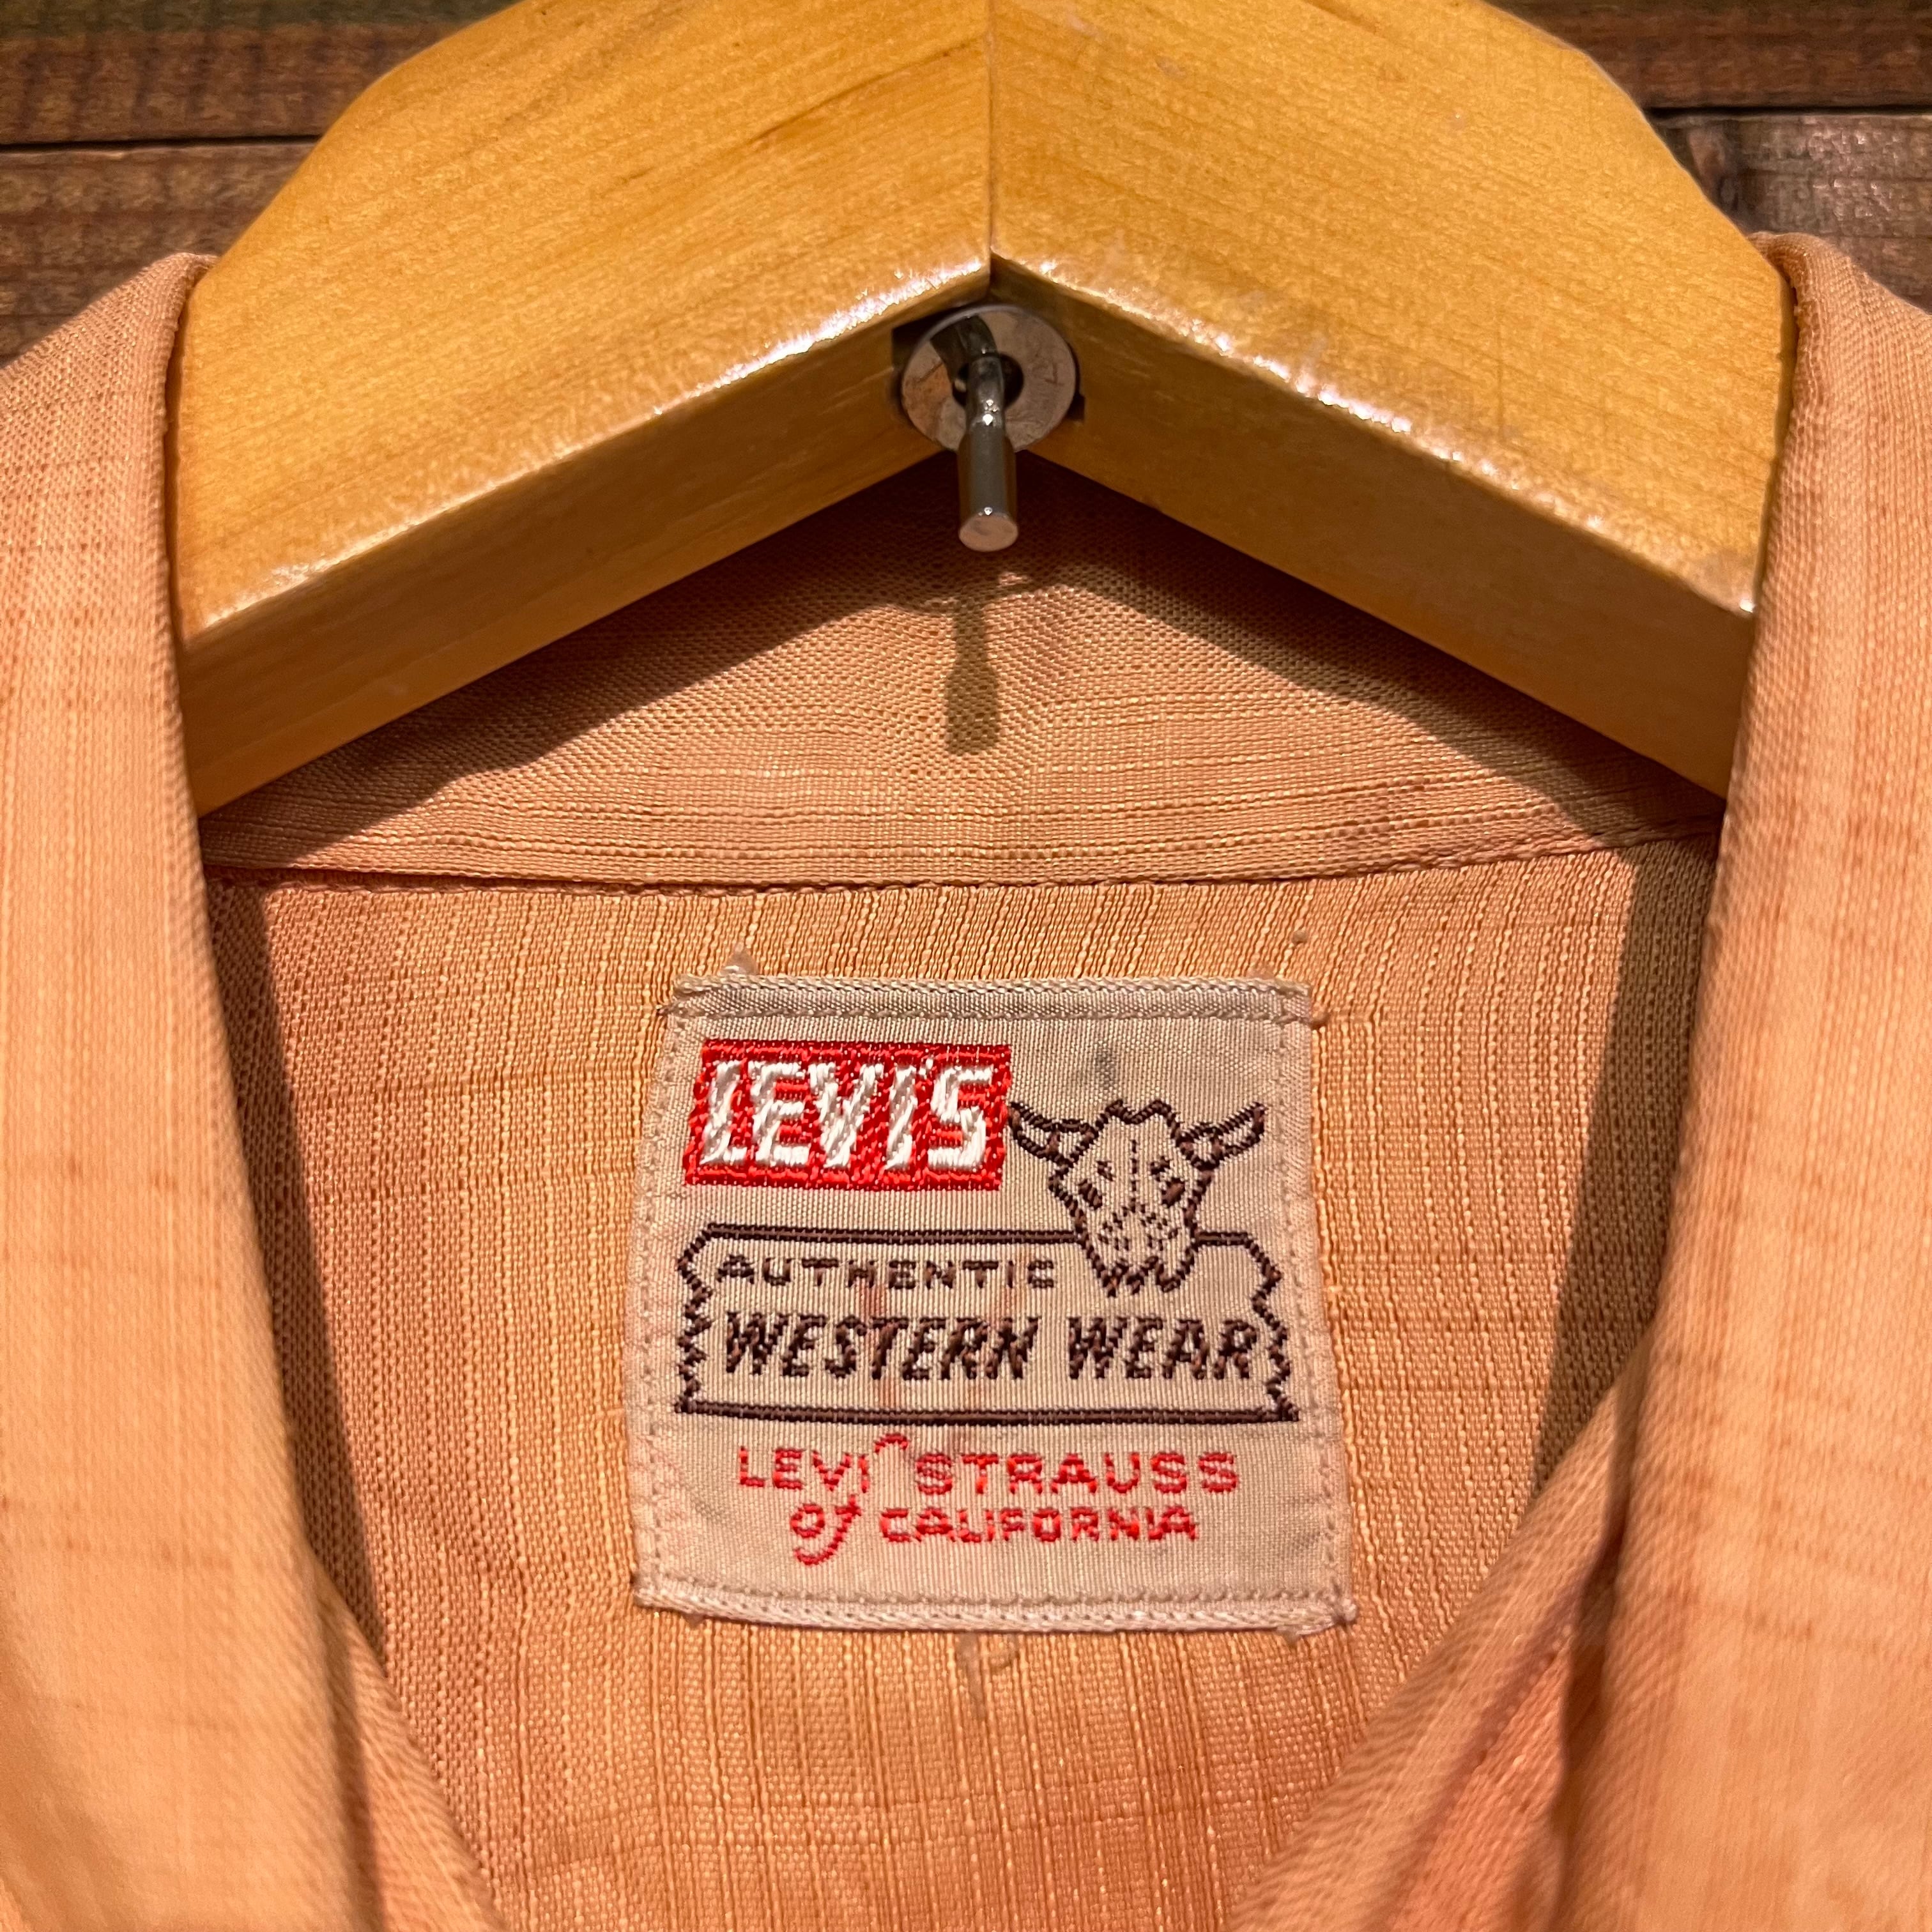 LEVI'S
AUTHENTIC
WESTERN WEAR
LEVI STRAUSS
of CALIFORNIA